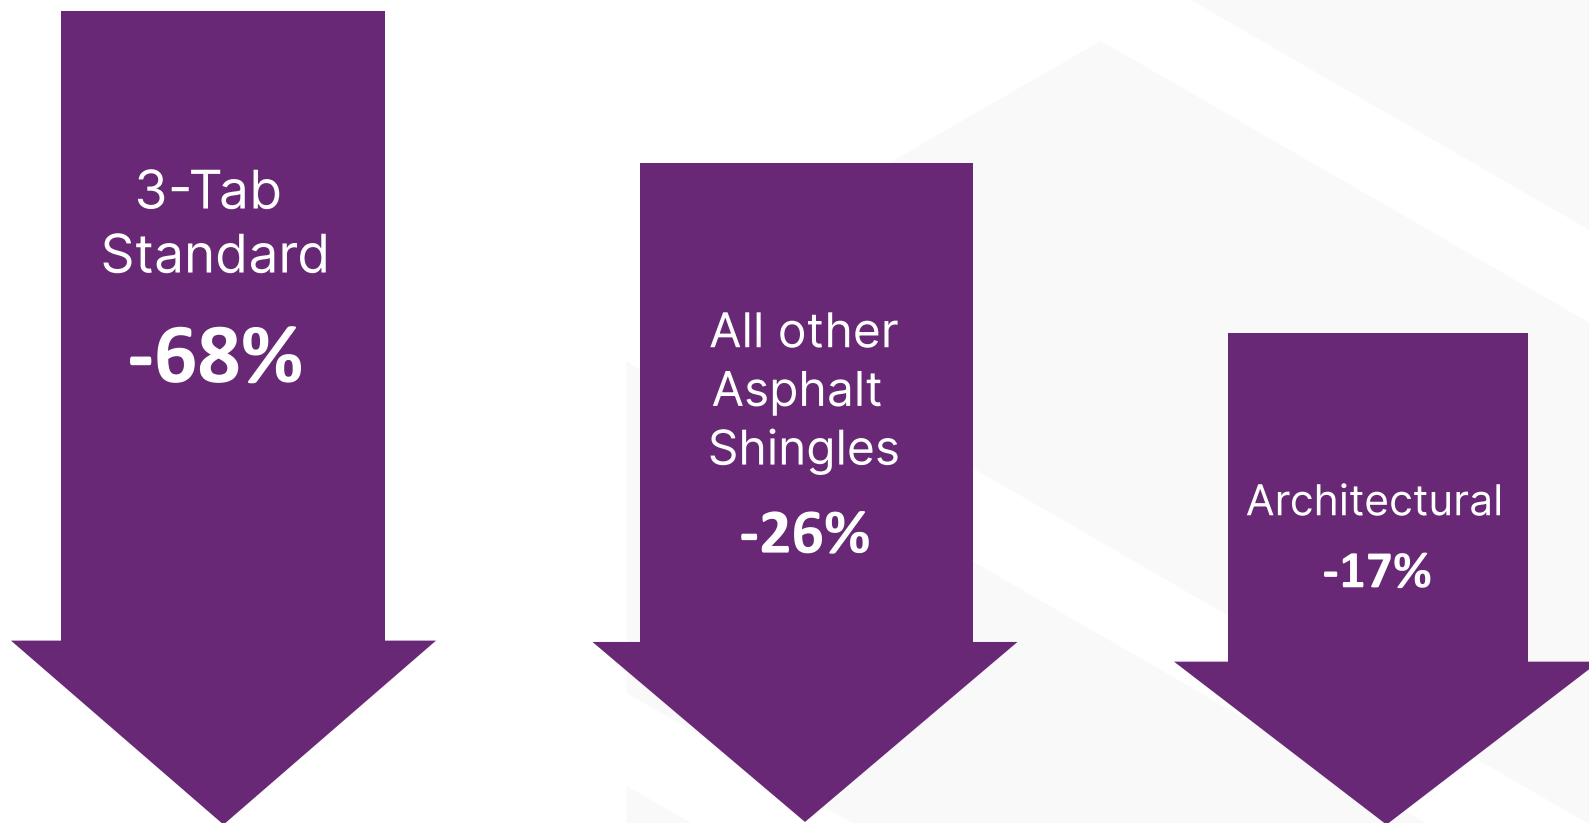 3-Tab
Standard
-68%
All other
Asphalt
Shingles
-26%
Architectural
-17%